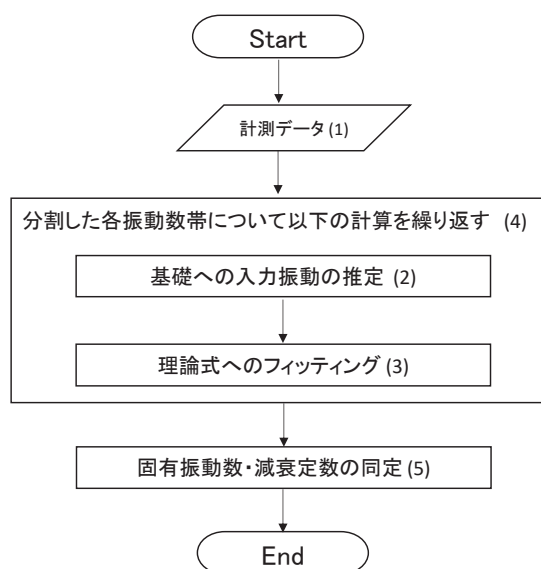 Start
計測データ(1)
分割した各振動数帯について以下の計算を繰り返す (4)
基礎への入力振動の推定 (2)
理論式へのフィッティング(3)
固有振動数・減衰定数の同定(5)
End